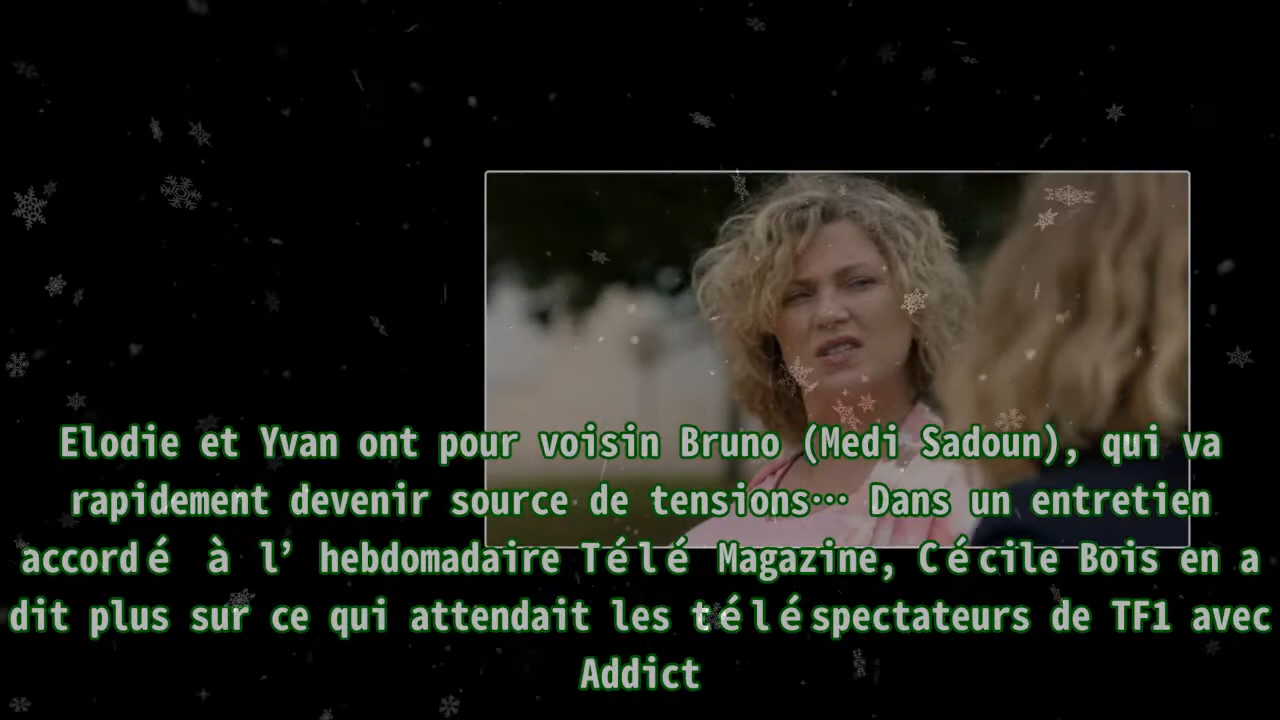 Elodie et Yvan ont pour voisin Bruno (Medi Sadoun), qui va
rapidement devenir source de tensions… Dans un entretien
accordé à l’ hebdomadaire Télé Magazine, Cécile Bois en a
dit plus sur ce qui attendait les téléspectateurs de TF1 avec
Addict